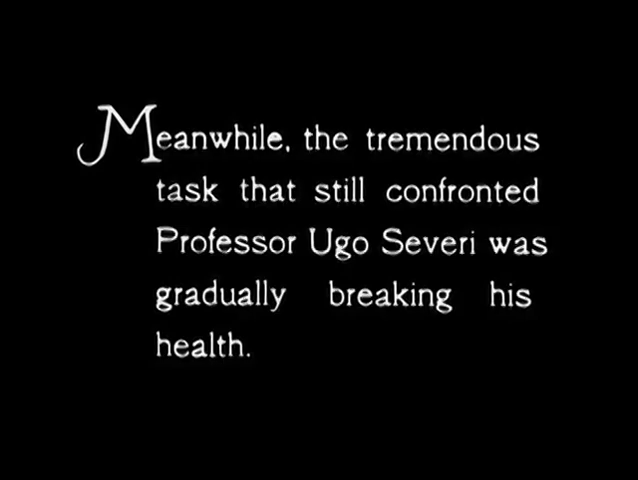 Meanwhile, the tremendous
task that still confronted
Professor Ugo Severi was
gradually breaking his
health.